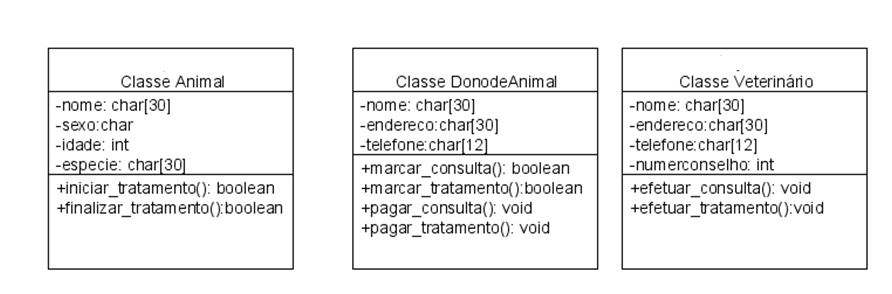 Classe Animal
-nome: char[30]
-sexo:char
-idade: int
-especie: char[30]
+iniciar_tratamento(): boolean
+finalizar_tratamento():boolean
Classe DonodeAnimal
-nome: char[30]
-endereco:char[30]
-telefone:char[12]
+marcar_consulta(): boolean
+marcar_tratamento():boolean
+pagar_consulta(): void
+pagar_tratamento(): void
Classe Veterinário
-nome: char[30]
-endereco:char[30]
-telefone:char[12]
-numerconselho: int
+efetuar_consulta(): void
+efetuar_tratamento():void